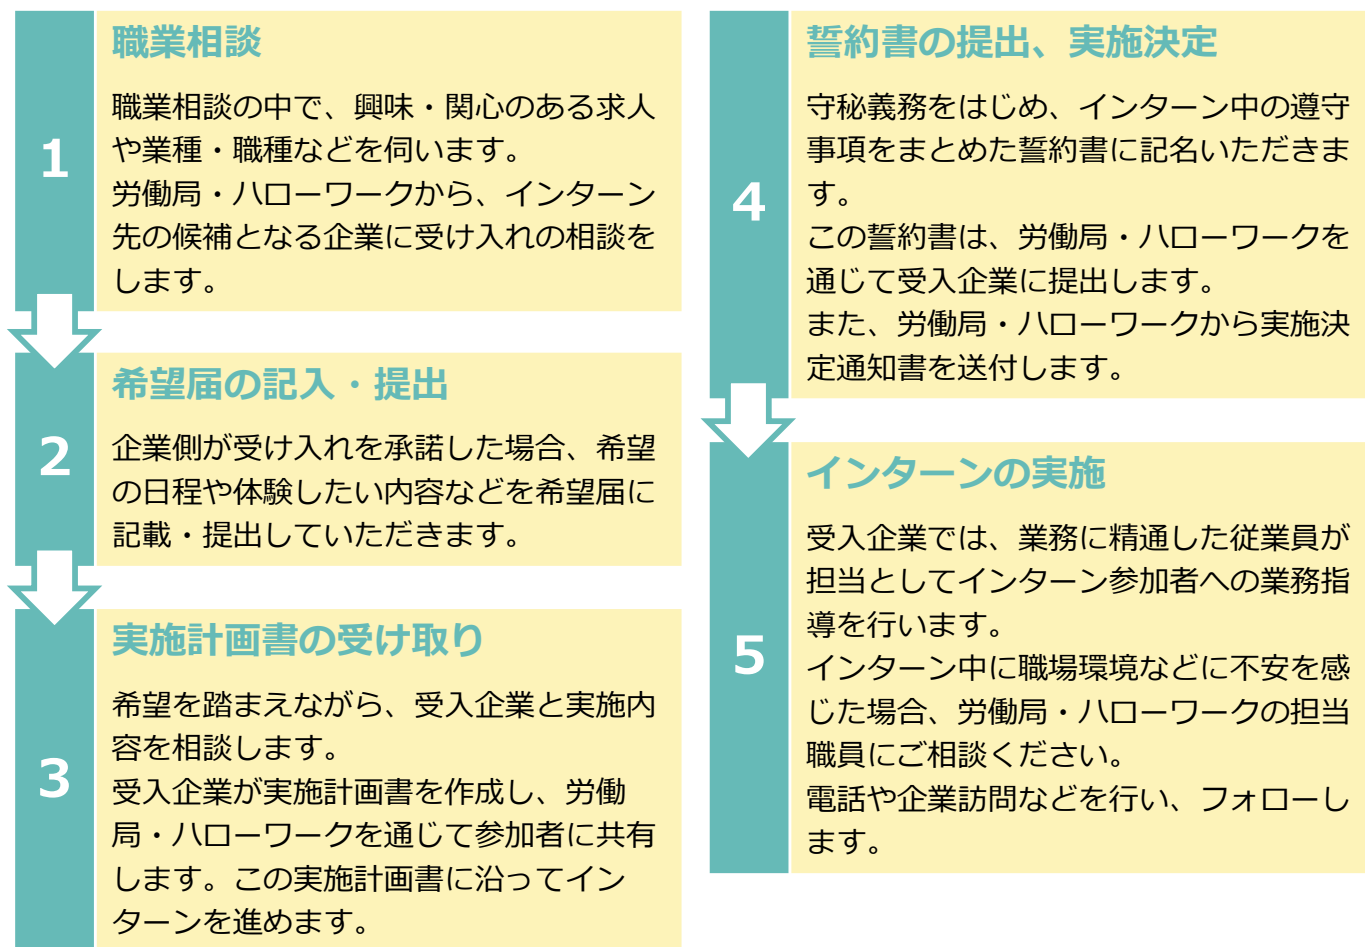 1
職業相談
職業相談の中で、興味・関心のある求人
や業種・職種などを伺います。
労働局・ハローワークから、インターン
先の候補となる企業に受け入れの相談を
します。
2
希望届の記入・提出
企業側が受け入れを承諾した場合、希望
の日程や体験したい内容などを希望届に
記載・提出していただきます。
3
実施計画書の受け取り
希望を踏まえながら、受入企業と実施内
容を相談します。
受入企業が実施計画書を作成し、労働
局・ハローワークを通じて参加者に共有
します。この実施計画書に沿ってイン
ターンを進めます。
4
誓約書の提出、実施決定
守秘義務をはじめ、インターン中の遵守
事項をまとめた誓約書に記名いただきま
す。
この誓約書は、労働局・ハローワークを
通じて受入企業に提出します。
また、労働局・ハローワークから実施決
定通知書を送付します。
5
インターンの実施
受入企業では、業務に精通した従業員が
担当としてインターン参加者への業務指
導を行います。
インターン中に職場環境などに不安を感
じた場合、労働局・ハローワークの担当
職員にご相談ください。
電話や企業訪問などを行い、フォローし
ます。